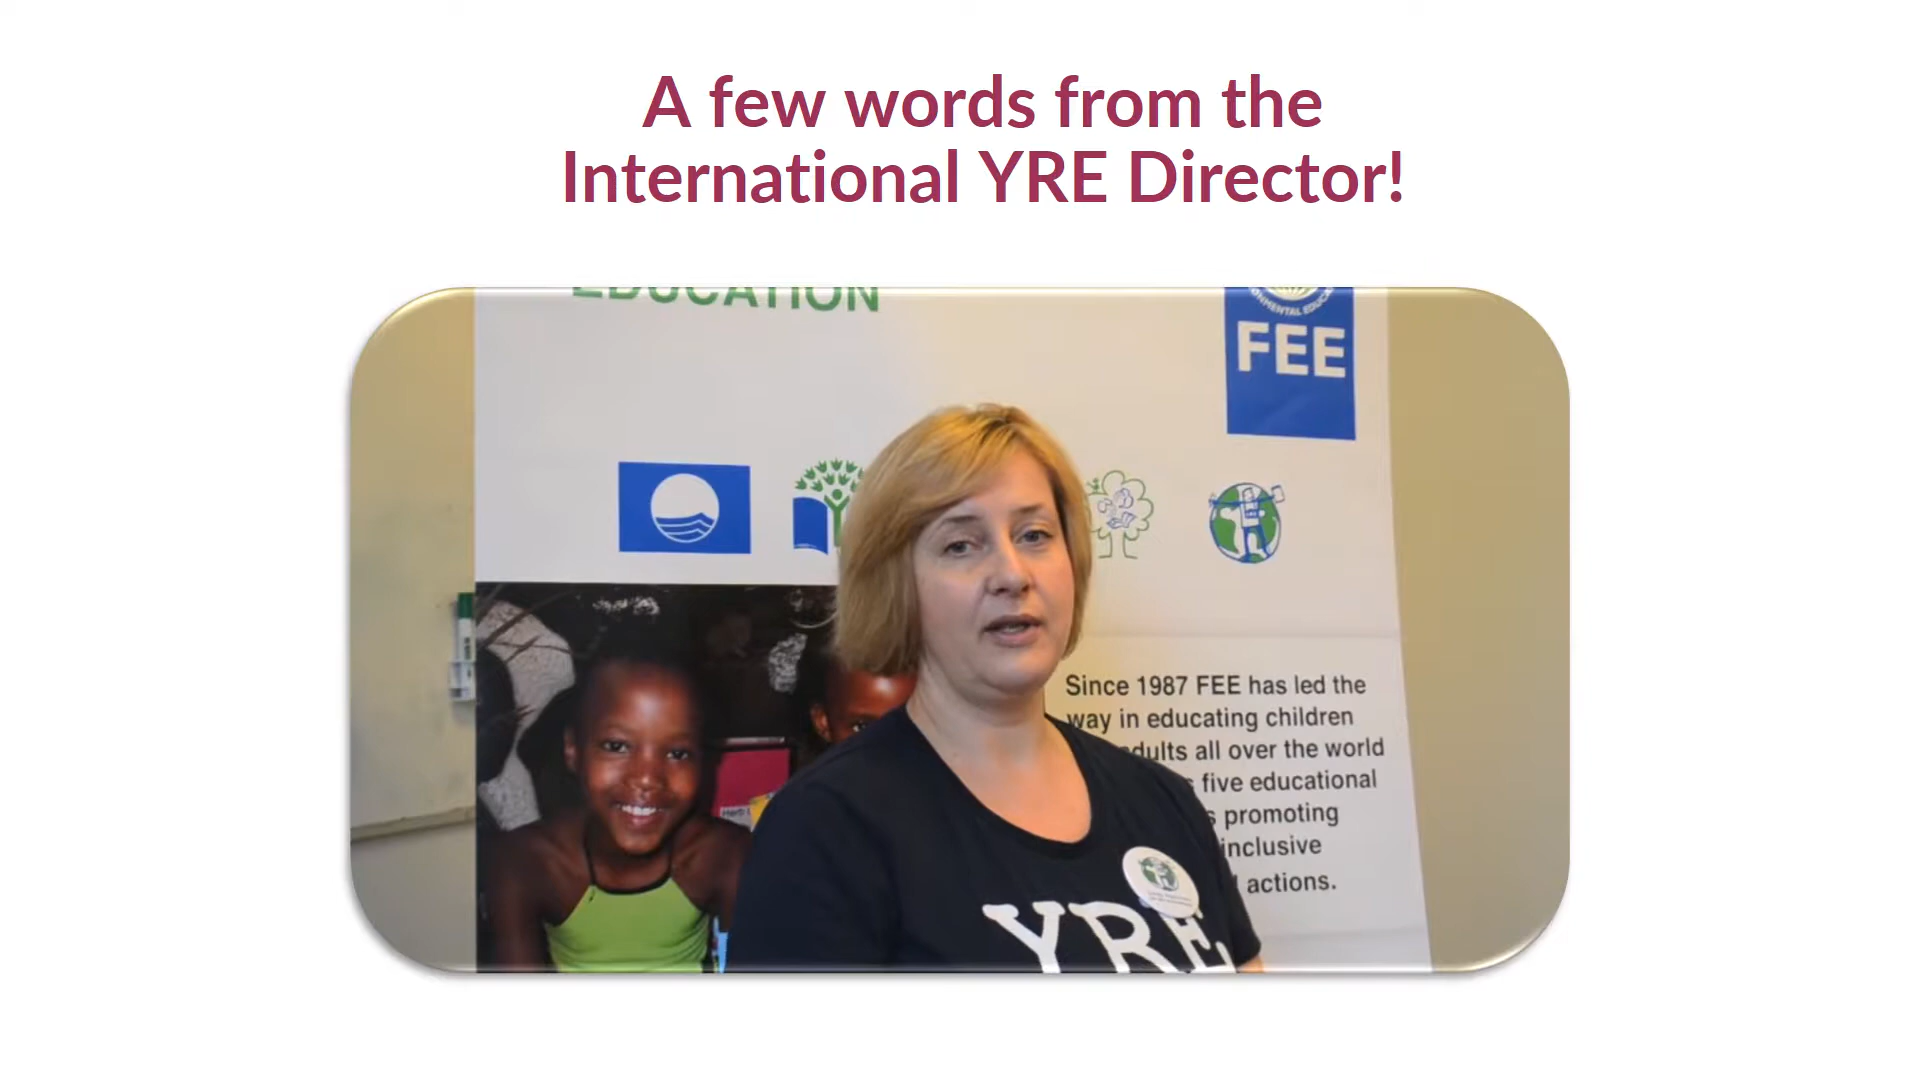 A few words from the
International YRE Director!
EDUCATION
FEE
Since 1987 FEE has led the
way in educating children
adults all over the world
five educational
promoting
inclusive
actions.
YRE